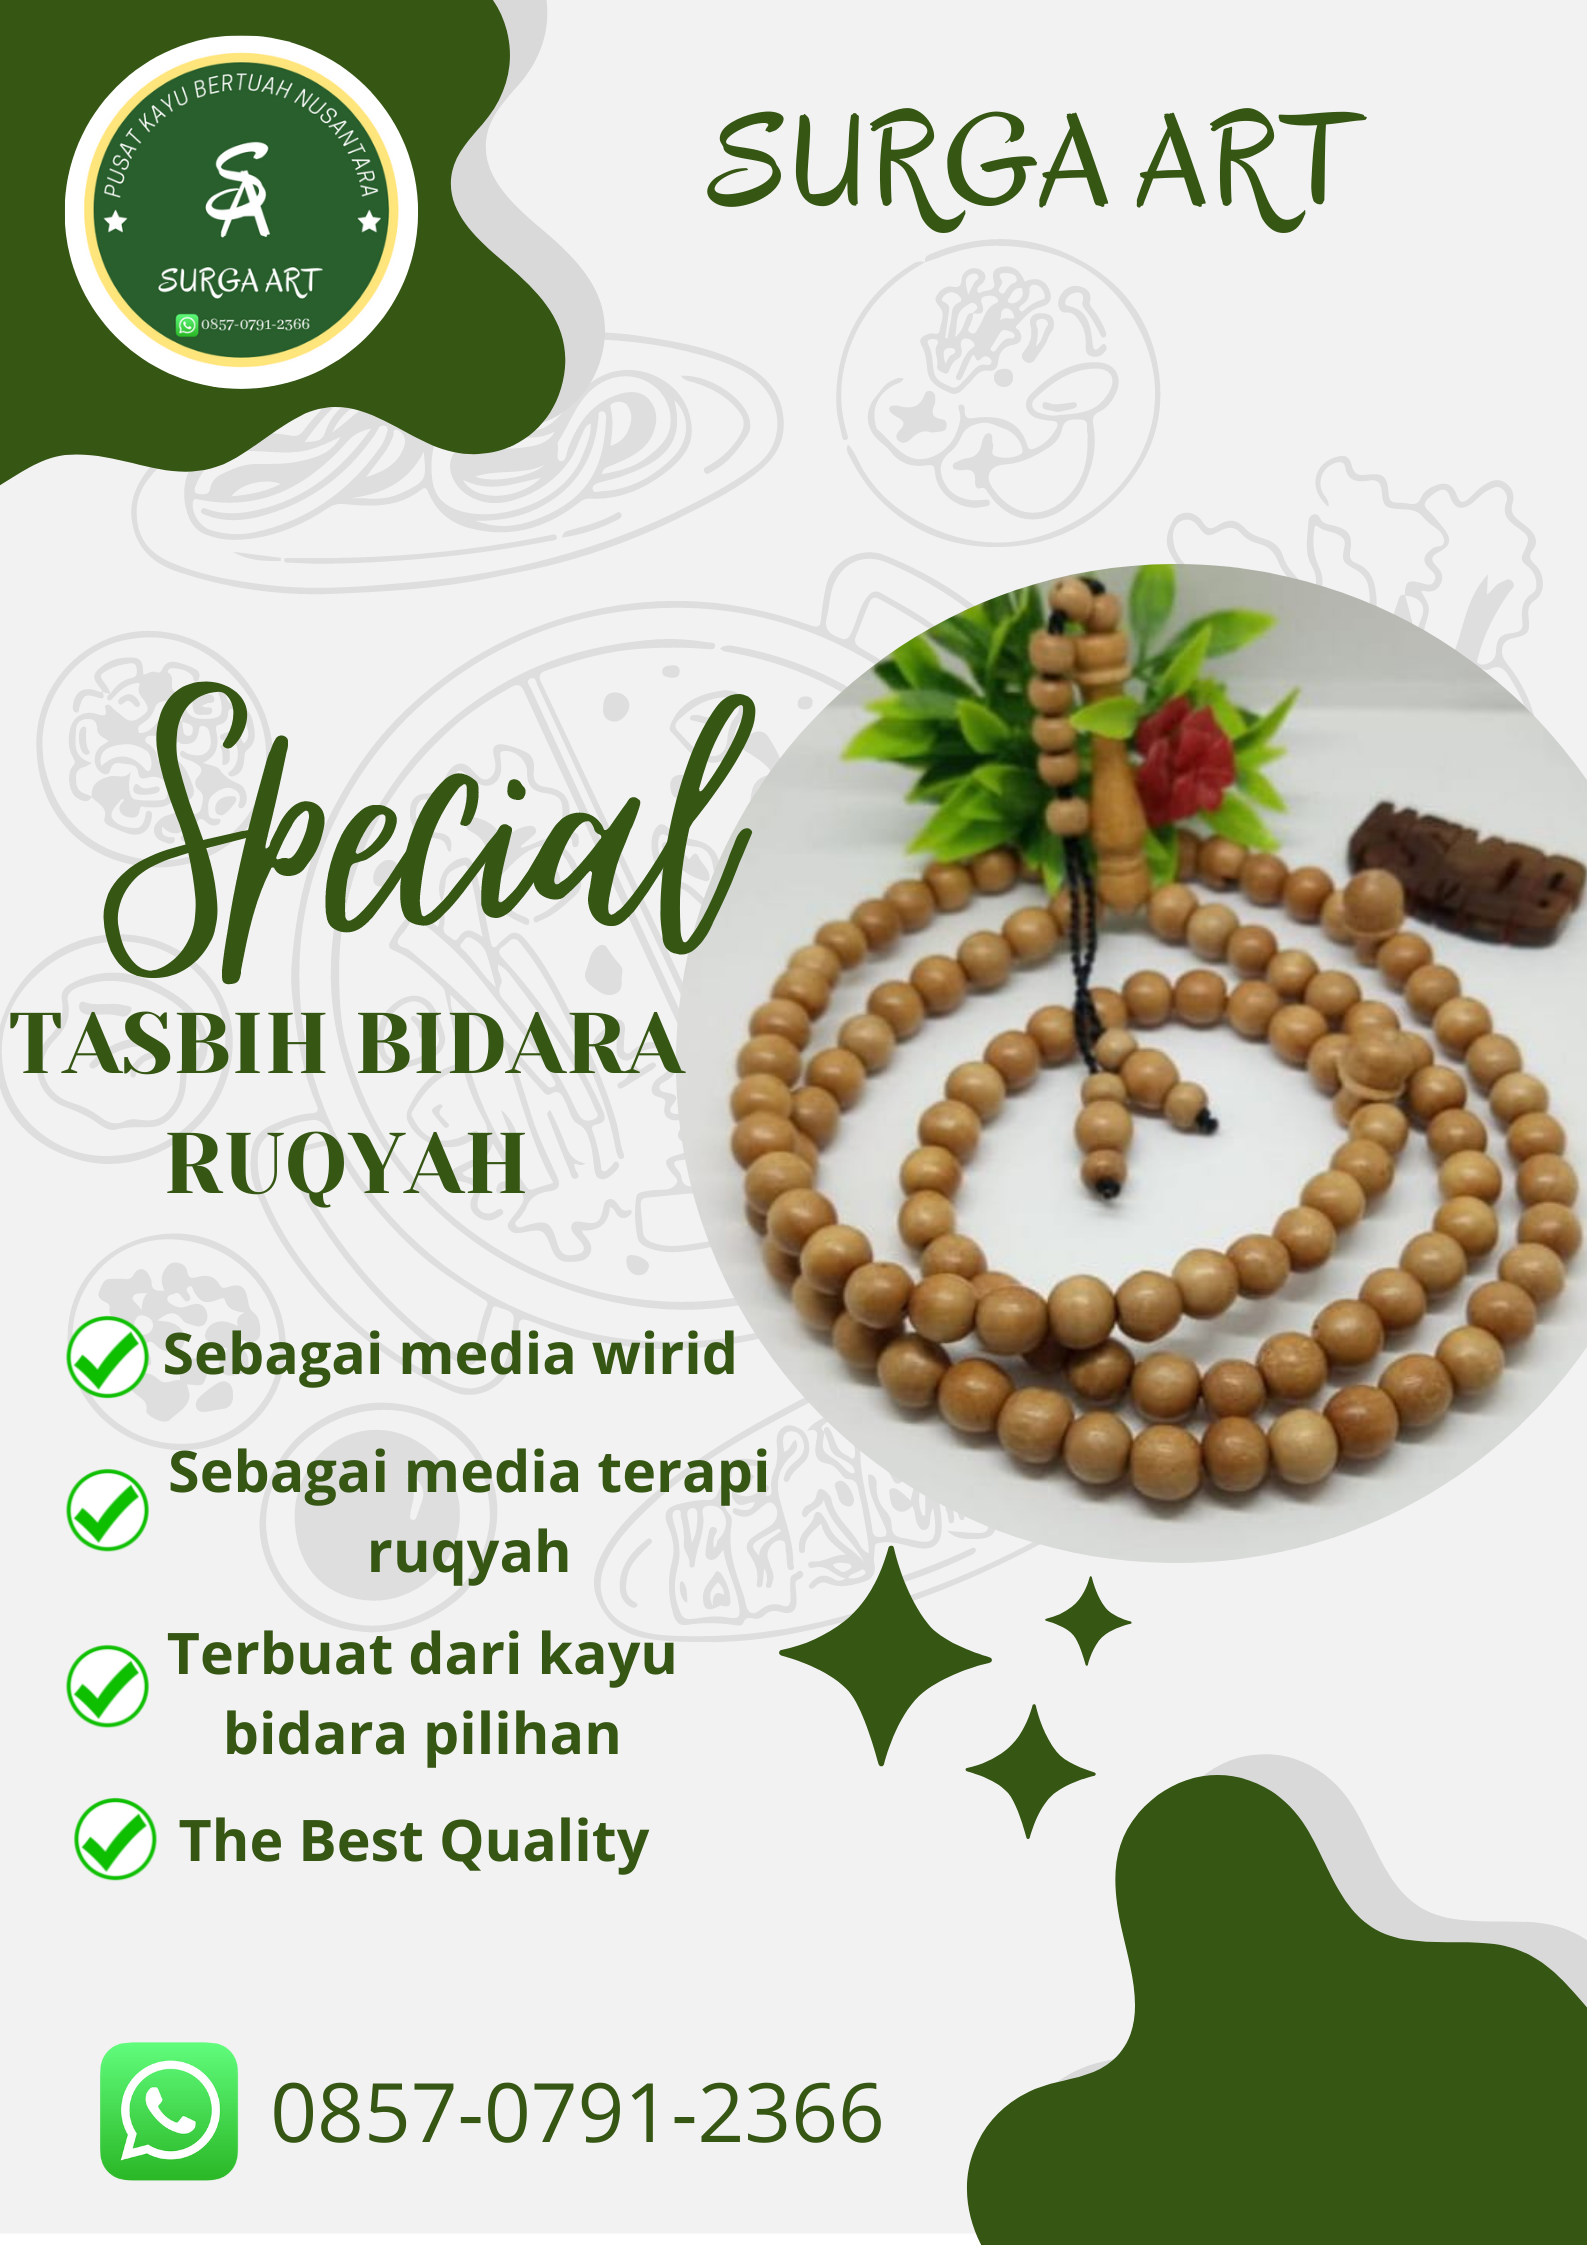 PUSAT KAYU BERTUAH NUSANTARA
SA
SURGA ART
0857-0791-2366
SURGA ART
Special
TASBIH BIDARA
RUQYAH
Sebagai media wirid
Sebagai media terapi
ruqyah
Terbuat dari kayu
bidara pilihan
The Best Quality
0857-0791-2366